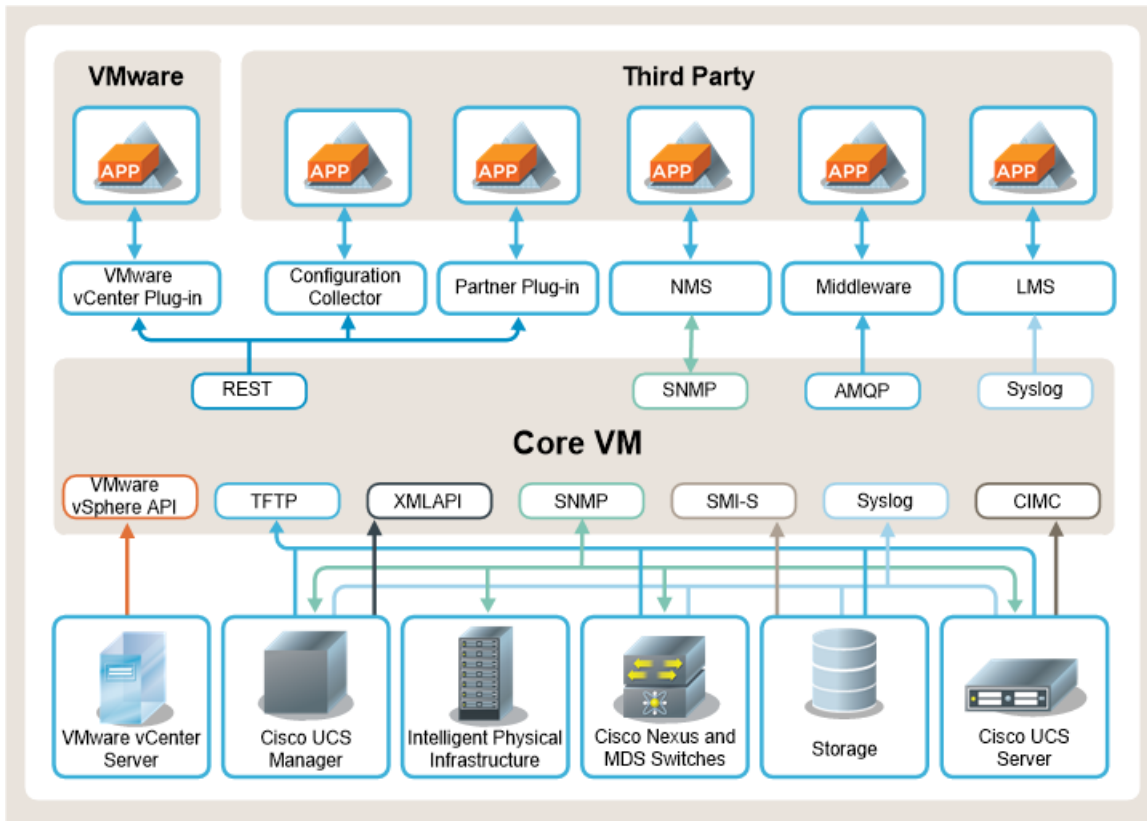 VMware
Third Party
APP
APP
APP
APP
APP
APP
VMware
vCenter Plug-in
Configuration
Collector
Partner Plug-in
NMS
Middleware
LMS
REST
SNMP
AMQP
Syslog
Core VM
VMware
vSphere API
TFTP
XMLAPI
SNMP
SMI-S
Syslog
CIMC
VMware vCenter
Server
Cisco UCS
Manager
Intelligent Physical
Infrastructure
Cisco Nexus and
MDS Switches
Storage
Cisco UCS
Server